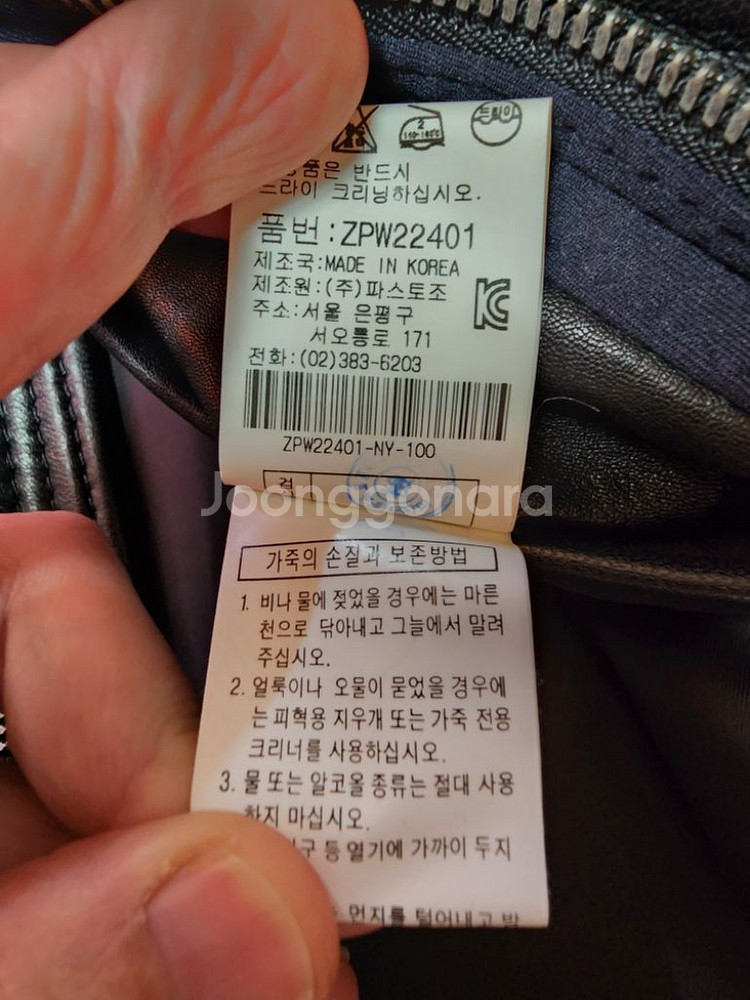 2
110-150℃
드라이
제품은 반드시
드라이 크리닝하십시오.
품번:ZPW22401
제조국:MADE IN KOREA
제조원:(주)파스토조
주소:서울 은평구
서오릉로 171
전화:(02)383-6203
ZPW22401-NY-100
Joonggonara
가죽의 손질과 보존방법
1. 비나 물에 젖었을 경우에는 마른
천으로 닦아내고 그늘에서 말려
주십시오.
2. 얼룩이나 오물이 묻었을 경우에
는 피혁용 지우개 또는 가죽 전용
크리너를 사용하십시오.
3. 물 또는 알코올 종류는 절대 사용
하지 마십시오.
등 열기에 가까이 두지
먼지를 털어내고